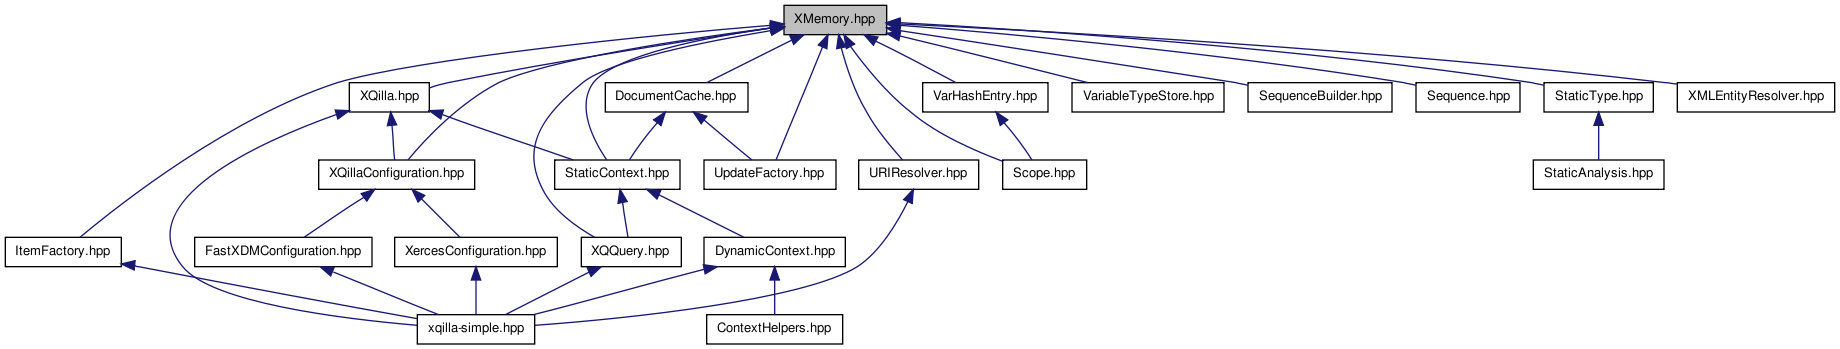 XMemory.hpp
XQilla.hpp
DocumentCache.hpp
VarHashEntry.hpp
VariableTypeStore.hpp
SequenceBuilder.hpp
Sequence.hpp
StaticType.hpp
XMLEntityResolver.hpp
XQillaConfiguration.hpp
StaticContext.hpp
UpdateFactory.hpp
URIResolver.hpp
Scope.hpp
StaticAnalysis.hpp
ItemFactory.hpp
FastXDMConfiguration.hpp
XercesConfiguration.hpp
XQQuery.hpp
DynamicContext.hpp
xqilla-simple.hpp
ContextHelpers.hpp